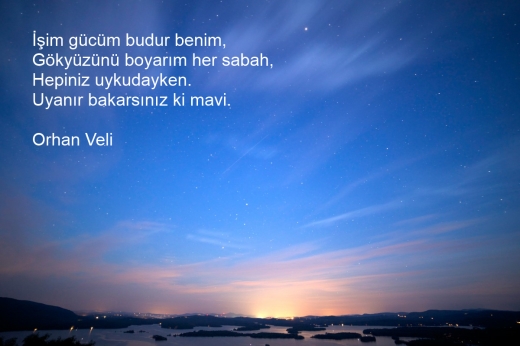 İşim gücüm budur benim,
Gökyüzünü boyarım her sabah,
Hepiniz uykudayken.
Uyanır bakarsınız ki mavi.
Orhan Veli